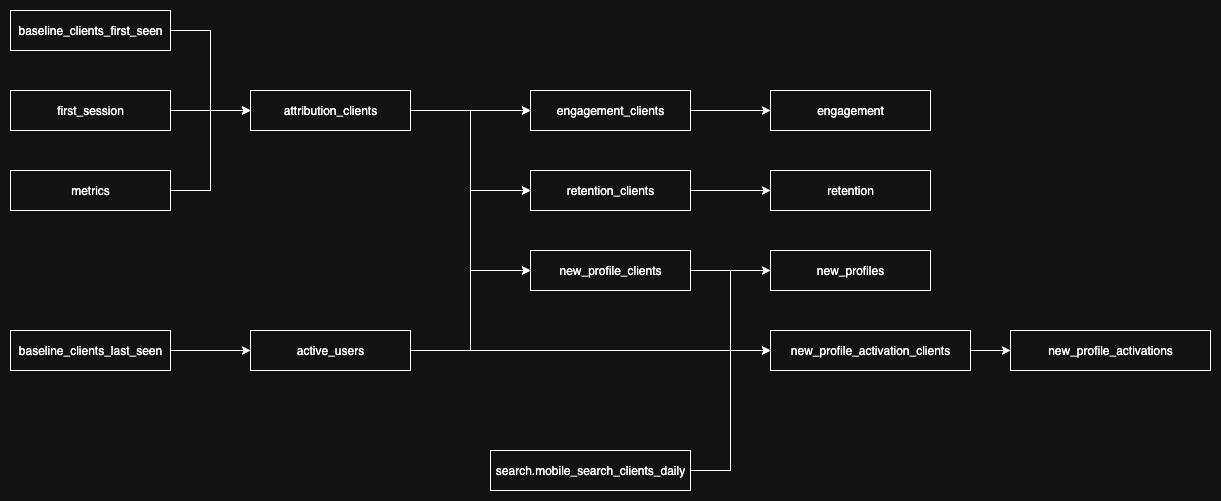 baseline_clients_first_seen
first_session
attribution_clients
engagement_clients
engagement
metrics
retention_clients
retention
new_profile_clients
new_profiles
baseline_clients_last_seen
active_users
new_profile_activation_clients
new_profile_activations
search.mobile_search_clients_daily